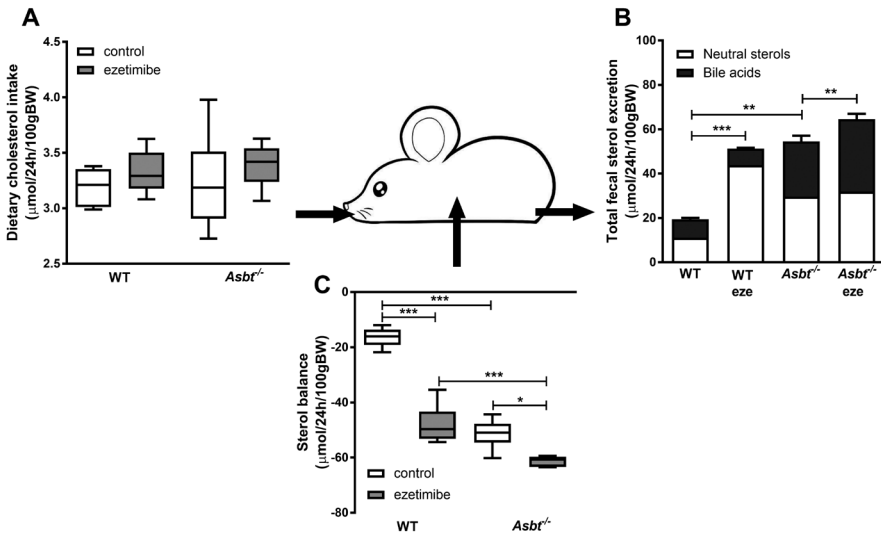 A
Dietary cholesterol intake
(μmol/24h/100gBW)
4.5
4.0
3.5
3.0
2.5
control
ezetimibe
WT
Asbt-/-
B
Total fecal sterol excretion
(μmol/24h/100gBW)
100
80
60
40
20
0
Neutral sterols
Bile acids
**
**
***
WT
WT
eze
Asbt-/-
Asbt-/-
eze
C
Sterol balance
(μmol/24h/100gBW)
0
-20
-40
-60
-80
***
***
***
*
control
ezetimibe
WT
Asbt-/-